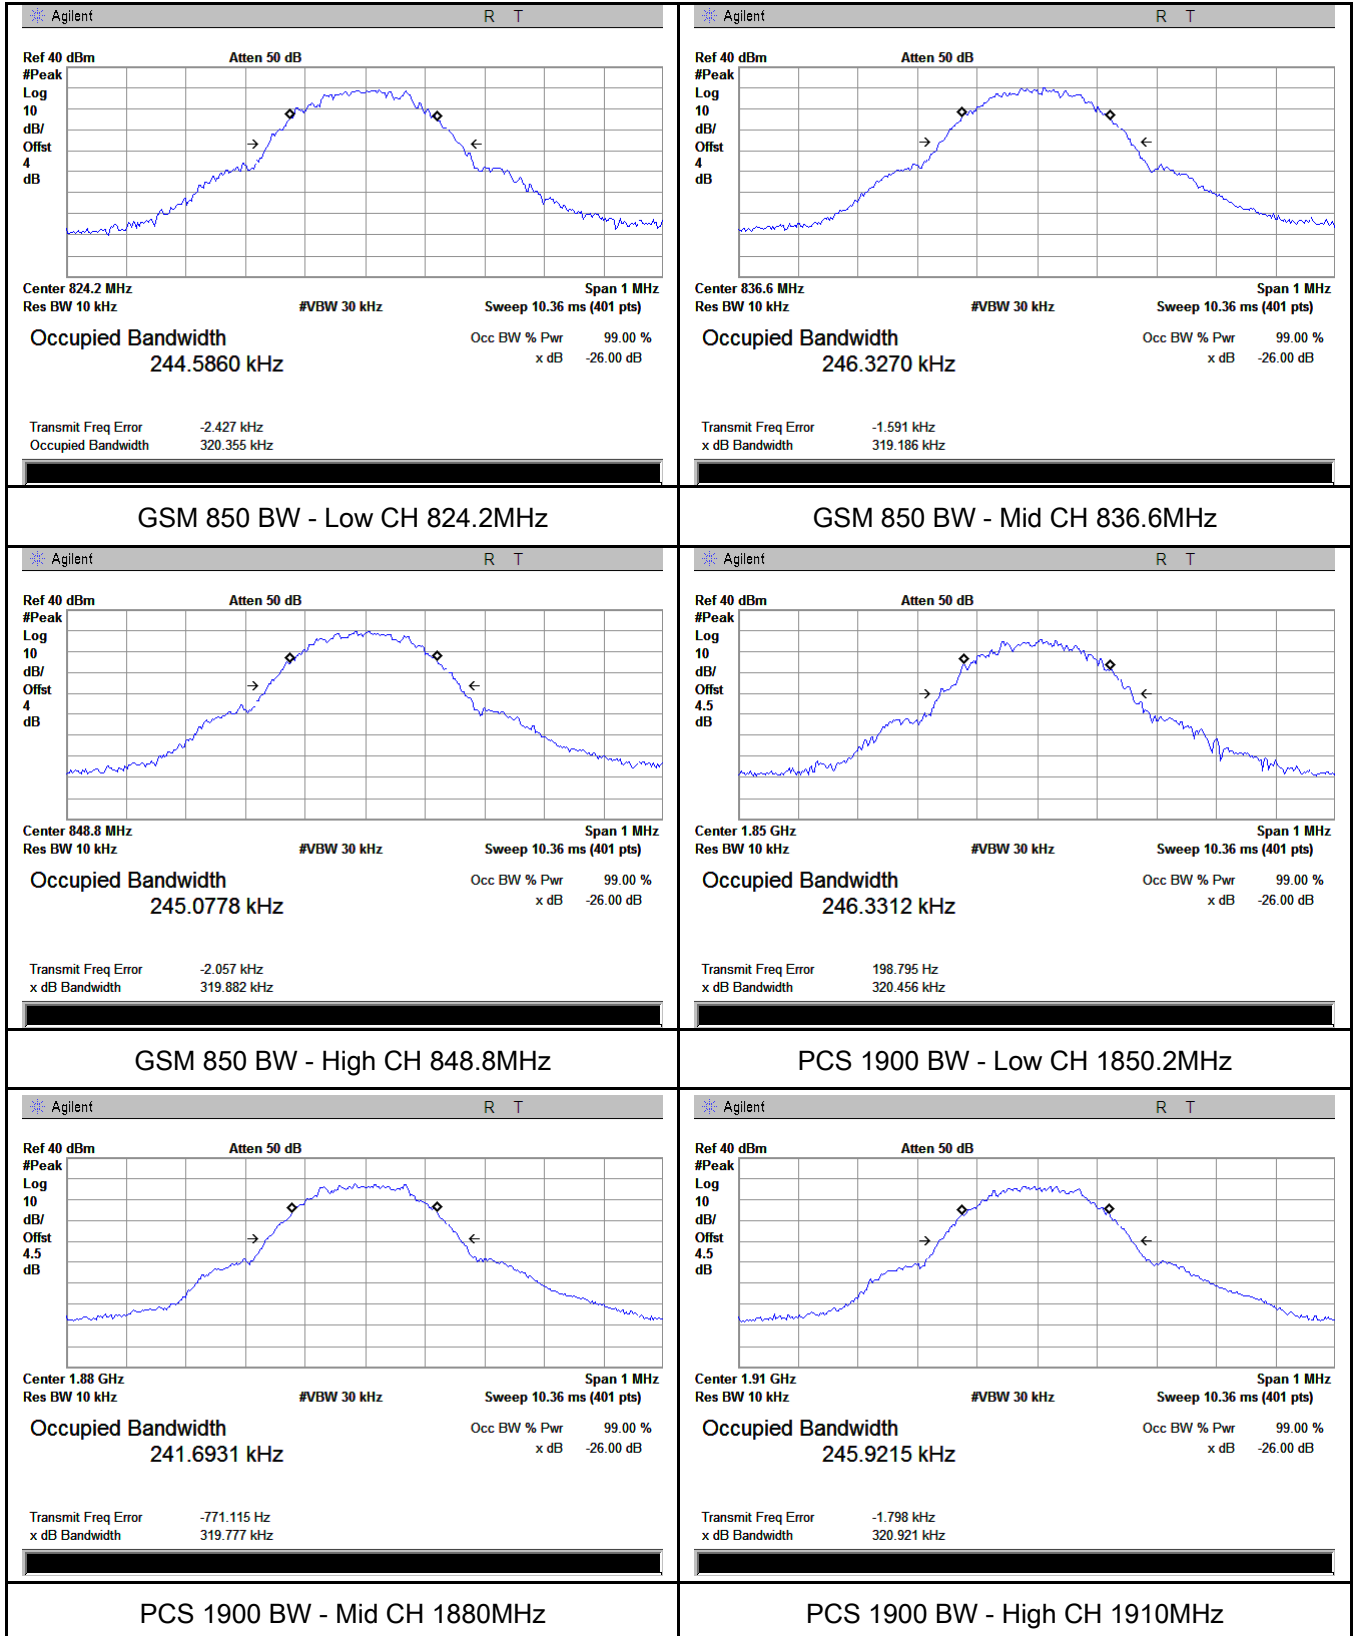 Agilent R T
Ref 40 dBm Atten 50 dB
#Peak
Log
10
dB/
Offst
4
dB
Center 824.2 MHz Span 1 MHz
Res BW 10 kHz #VBW 30 kHz Sweep 10.36 ms (401 pts)
Occupied Bandwidth Occ BW % Pwr 99.00 %
244.5860 kHz x dB -26.00 dB
Transmit Freq Error -2.427 kHz
Occupied Bandwidth 320.355 kHz
GSM 850 BW - Low CH 824.2MHz
Agilent R T
Ref 40 dBm Atten 50 dB
#Peak
Log
10
dB/
Offst
4
dB
Center 836.6 MHz Span 1 MHz
Res BW 10 kHz #VBW 30 kHz Sweep 10.36 ms (401 pts)
Occupied Bandwidth Occ BW % Pwr 99.00 %
246.3270 kHz x dB -26.00 dB
Transmit Freq Error -1.591 kHz
x dB Bandwidth 319.186 kHz
GSM 850 BW - Mid CH 836.6MHz
Agilent R T
Ref 40 dBm Atten 50 dB
#Peak
Log
10
dB/
Offst
4
dB
Center 848.8 MHz Span 1 MHz
Res BW 10 kHz #VBW 30 kHz Sweep 10.36 ms (401 pts)
Occupied Bandwidth Occ BW % Pwr 99.00 %
245.0778 kHz x dB -26.00 dB
Transmit Freq Error -2.057 kHz
x dB Bandwidth 319.882 kHz
GSM 850 BW - High CH 848.8MHz
Agilent R T
Ref 40 dBm Atten 50 dB
#Peak
Log
10
dB/
Offst
4.5
dB
Center 1.85 GHz Span 1 MHz
Res BW 10 kHz #VBW 30 kHz Sweep 10.36 ms (401 pts)
Occupied Bandwidth Occ BW % Pwr 99.00 %
246.3312 kHz x dB -26.00 dB
Transmit Freq Error 198.795 Hz
x dB Bandwidth 320.456 kHz
PCS 1900 BW - Low CH 1850.2MHz
Agilent R T
Ref 40 dBm Atten 50 dB
#Peak
Log
10
dB/
Offst
4.5
dB
Center 1.88 GHz Span 1 MHz
Res BW 10 kHz #VBW 30 kHz Sweep 10.36 ms (401 pts)
Occupied Bandwidth Occ BW % Pwr 99.00 %
241.6931 kHz x dB -26.00 dB
Transmit Freq Error -771.115 Hz
x dB Bandwidth 319.777 kHz
PCS 1900 BW - Mid CH 1880MHz
Agilent R T
Ref 40 dBm Atten 50 dB
#Peak
Log
10
dB/
Offst
4.5
dB
Center 1.91 GHz Span 1 MHz
Res BW 10 kHz #VBW 30 kHz Sweep 10.36 ms (401 pts)
Occupied Bandwidth Occ BW % Pwr 99.00 %
245.9215 kHz x dB -26.00 dB
Transmit Freq Error -1.798 kHz
x dB Bandwidth 320.921 kHz
PCS 1900 BW - High CH 1910MHz